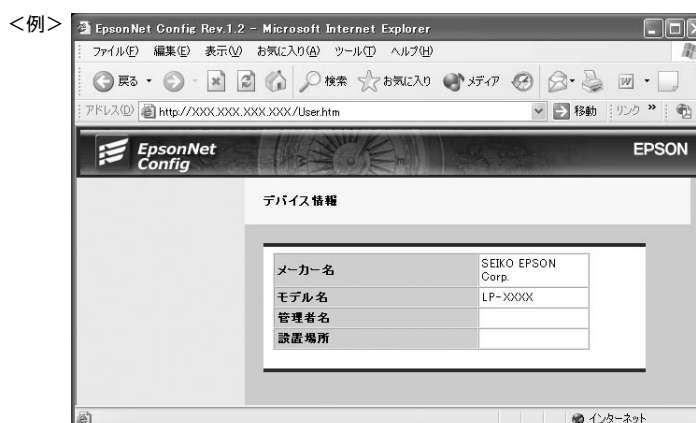 <例>
EpsonNet Config Rev.1.2 - Microsoft Internet Explorer
ファイル(F) 編集(E) 表示(V) お気に入り(A) ツール(T) ヘルプ(H)
戻る 検索 お気に入り メディア
アドレス(D) http://XXX.XXX.XXX.XXX/User.htm 移動 リンク »
EpsonNet
Config
EPSON
デバイス情報
メーカー名 SEIKO EPSON
Corp.
モデル名 LP-XXXX
管理者名
設置場所
インターネット